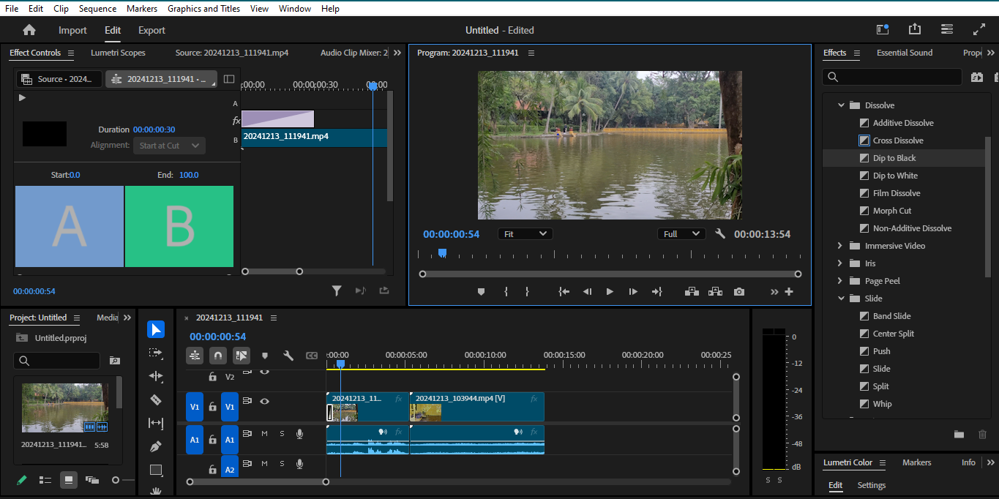 File Edit Clip Sequence Markers Graphics and Titles View Window Help
Import Edit Export
Untitled - Edited
Effect Controls
Lumetri Scopes
Source: 20241213_111941.mp4
Audio Clip Mixer: 2
Source • 2024...
20241213_111941 • ...
:00:00
00:00:00:30
00:00
A
fx
B
20241213_111941.mp4
Duration 00:00:00:30
Alignment: Start at Cut
Start:0.0
End: 100.0
A
B
00:00:00:54
Program: 20241213_111941
00:00:00:54
Fit
Full
00:00:13:54
Effects
Essential Sound
Prope
Dissolve
Additive Dissolve
Cross Dissolve
Dip to Black
Dip to White
Film Dissolve
Morph Cut
Non-Additive Dissolve
Immersive Video
Iris
Page Peel
Slide
Band Slide
Center Split
Push
Slide
Split
Whip
Project: Untitled
Media
Untitled.prproj
20241213_111941... 5:58
× 20241213_111941
00:00:00:54
CC
:00:00
00:00:05:00
00:00:10:00
00:00:15:00
00:00:20:00
00:00:25
V2
V1 V1
20241213_11... fx
20241213_103944.mp4 [V] fx
A1 A1 M S
fx
fx
A2 M S
0
-12
-24
-36
-48
dB
S S
Lumetri Color
Markers
Info
Edit
Settings